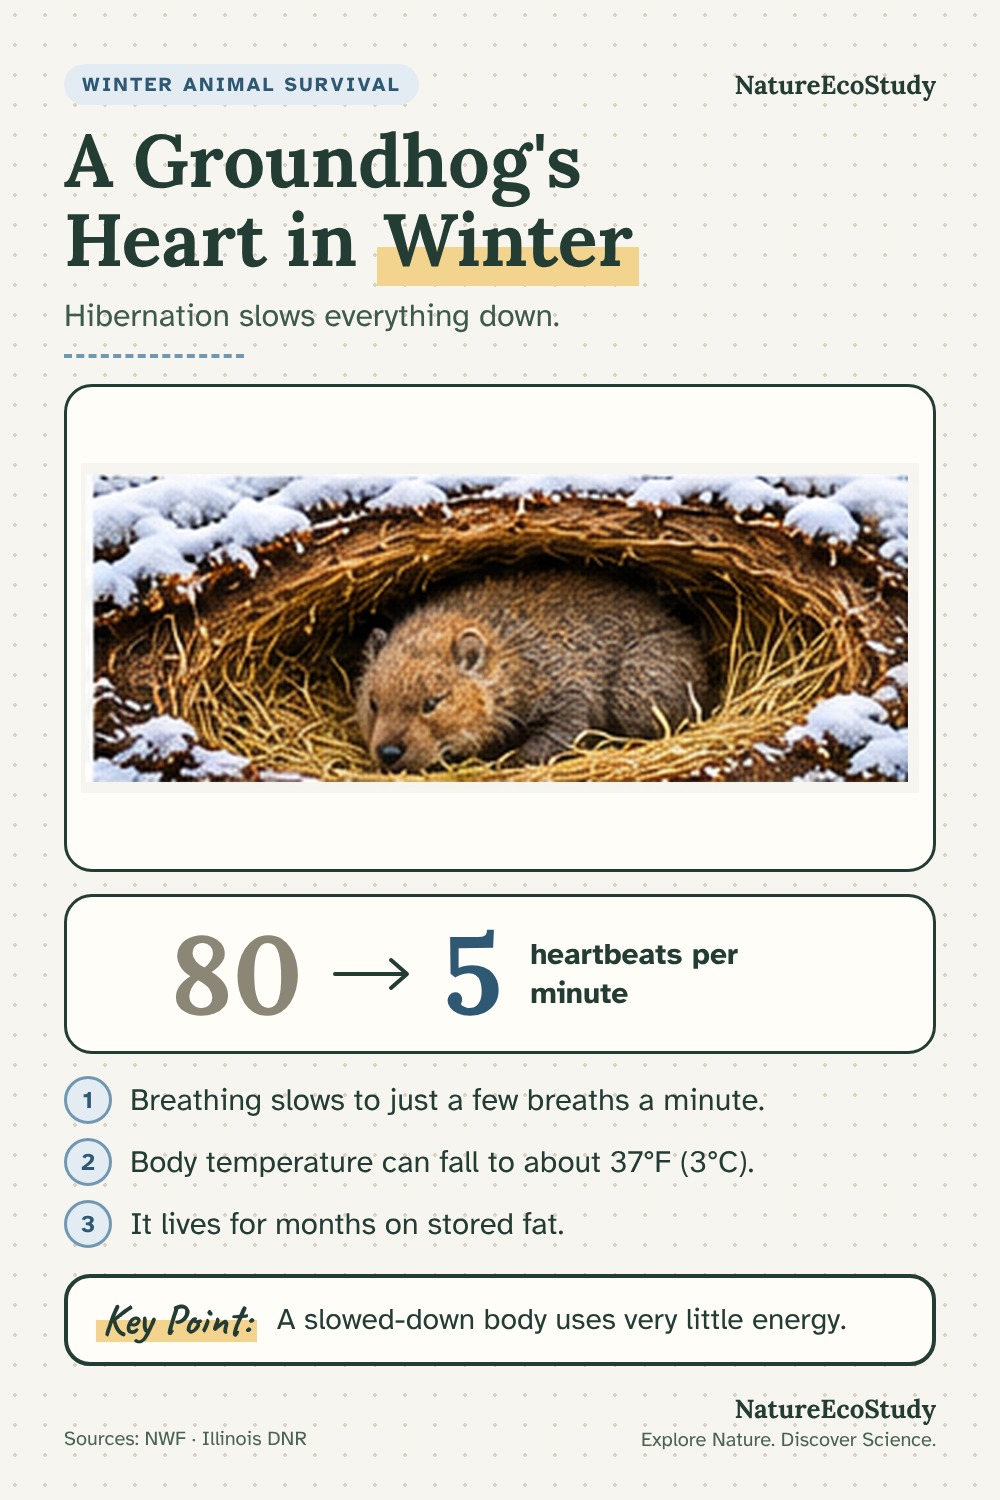 WINTER ANIMAL SURVIVAL
NatureEcoStudy
A Groundhog's
Heart in Winter
Hibernation slows everything down.
80 → 5 heartbeats per
minute
1 Breathing slows to just a few breaths a minute.
2 Body temperature can fall to about 37°F (3°C).
3 It lives for months on stored fat.
Key Point: A slowed-down body uses very little energy.
NatureEcoStudy
Sources: NWF · Illinois DNR
Explore Nature. Discover Science.